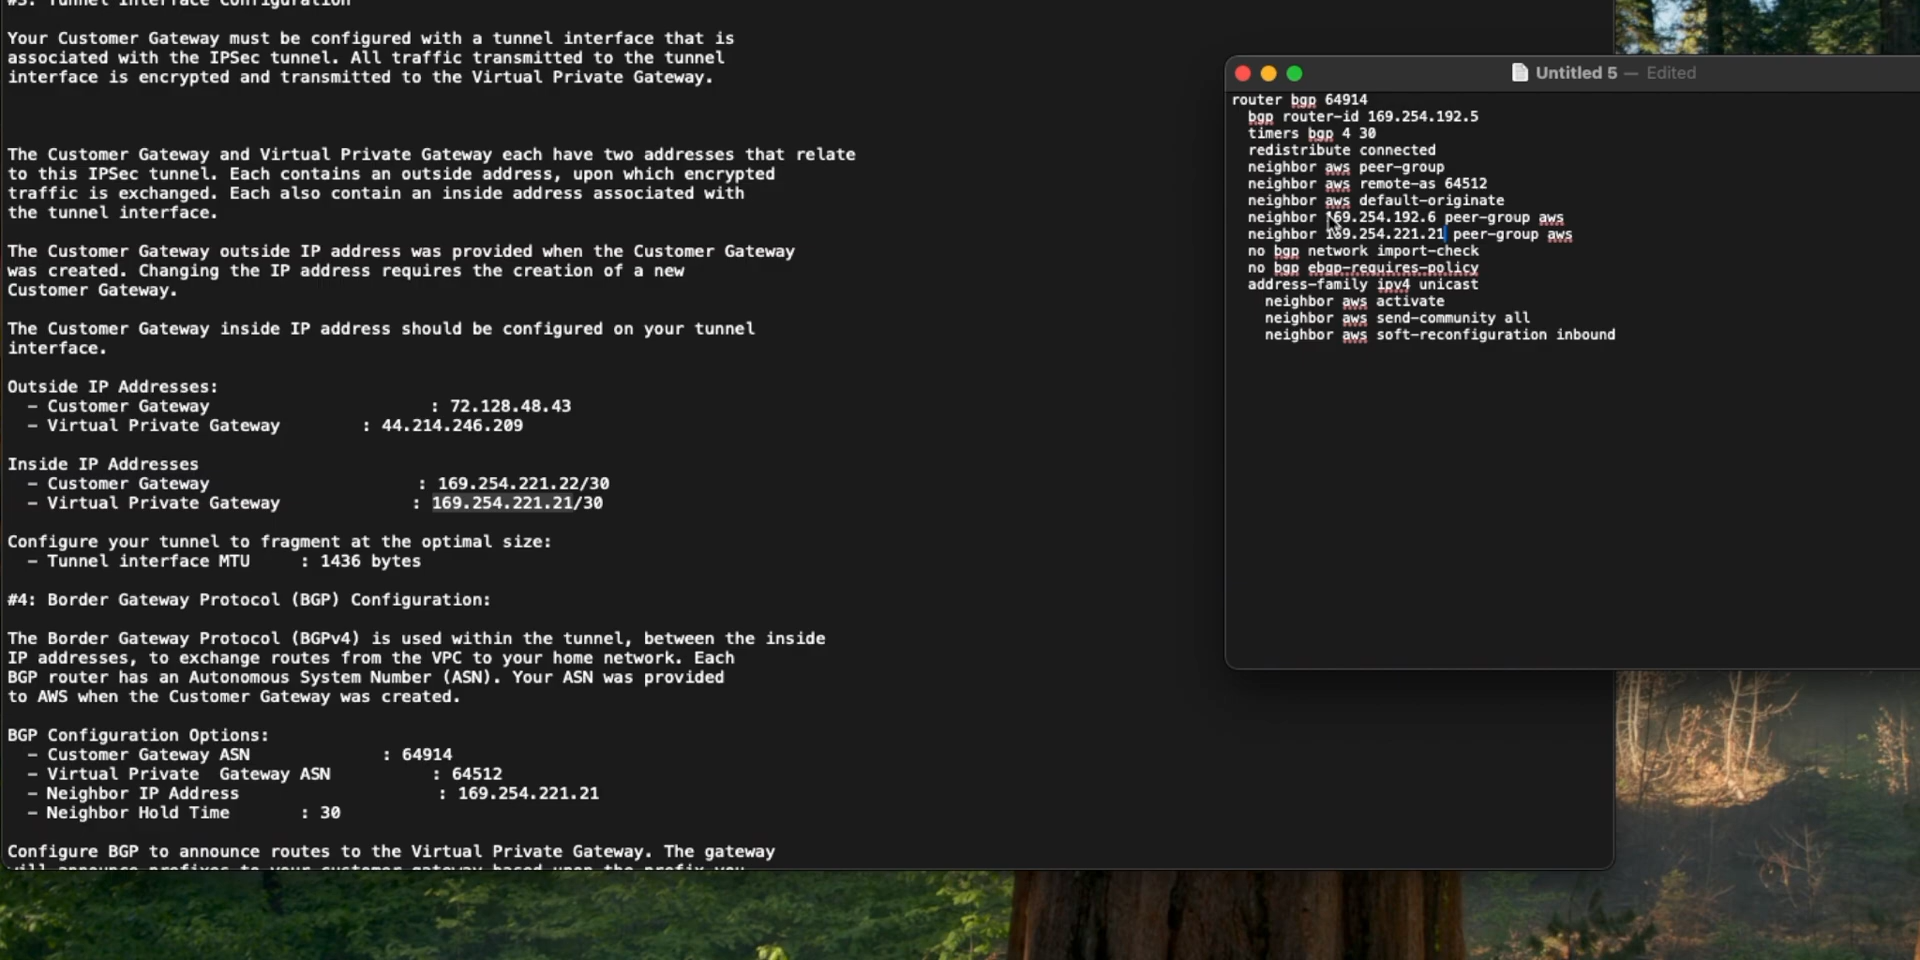 #3: Tunnel Interface Configuration
Your Customer Gateway must be configured with a tunnel interface that is
associated with the IPSec tunnel. All traffic transmitted to the tunnel
interface is encrypted and transmitted to the Virtual Private Gateway.
The Customer Gateway and Virtual Private Gateway each have two addresses that relate
to this IPSec tunnel. Each contains an outside address, upon which encrypted
traffic is exchanged. Each also contain an inside address associated with
the tunnel interface.
The Customer Gateway outside IP address was provided when the Customer Gateway
was created. Changing the IP address requires the creation of a new
Customer Gateway.
The Customer Gateway inside IP address should be configured on your tunnel
interface.
Outside IP Addresses:
– Customer Gateway : 72.128.48.43
– Virtual Private Gateway : 44.214.246.209
Inside IP Addresses
– Customer Gateway : 169.254.221.22/30
– Virtual Private Gateway : 169.254.221.21/30
Configure your tunnel to fragment at the optimal size:
– Tunnel interface MTU : 1436 bytes
#4: Border Gateway Protocol (BGP) Configuration:
The Border Gateway Protocol (BGPv4) is used within the tunnel, between the inside
IP addresses, to exchange routes from the VPC to your home network. Each
BGP router has an Autonomous System Number (ASN). Your ASN was provided
to AWS when the Customer Gateway was created.
BGP Configuration Options:
– Customer Gateway ASN : 64914
– Virtual Private Gateway ASN : 64512
– Neighbor IP Address : 169.254.221.21
– Neighbor Hold Time : 30
Configure BGP to announce routes to the Virtual Private Gateway. The gateway
will announce prefixes to your customer gateway based upon the prefix you
Untitled 5 — Edited
router bgp 64914
bgp router-id 169.254.192.5
timers bgp 4 30
redistribute connected
neighbor aws peer-group
neighbor aws remote-as 64512
neighbor aws default-originate
neighbor 169.254.192.6 peer-group aws
neighbor 169.254.221.21 peer-group aws
no bgp network import-check
no bgp ebgp-requires-policy
address-family ipv4 unicast
neighbor aws activate
neighbor aws send-community all
neighbor aws soft-reconfiguration inbound